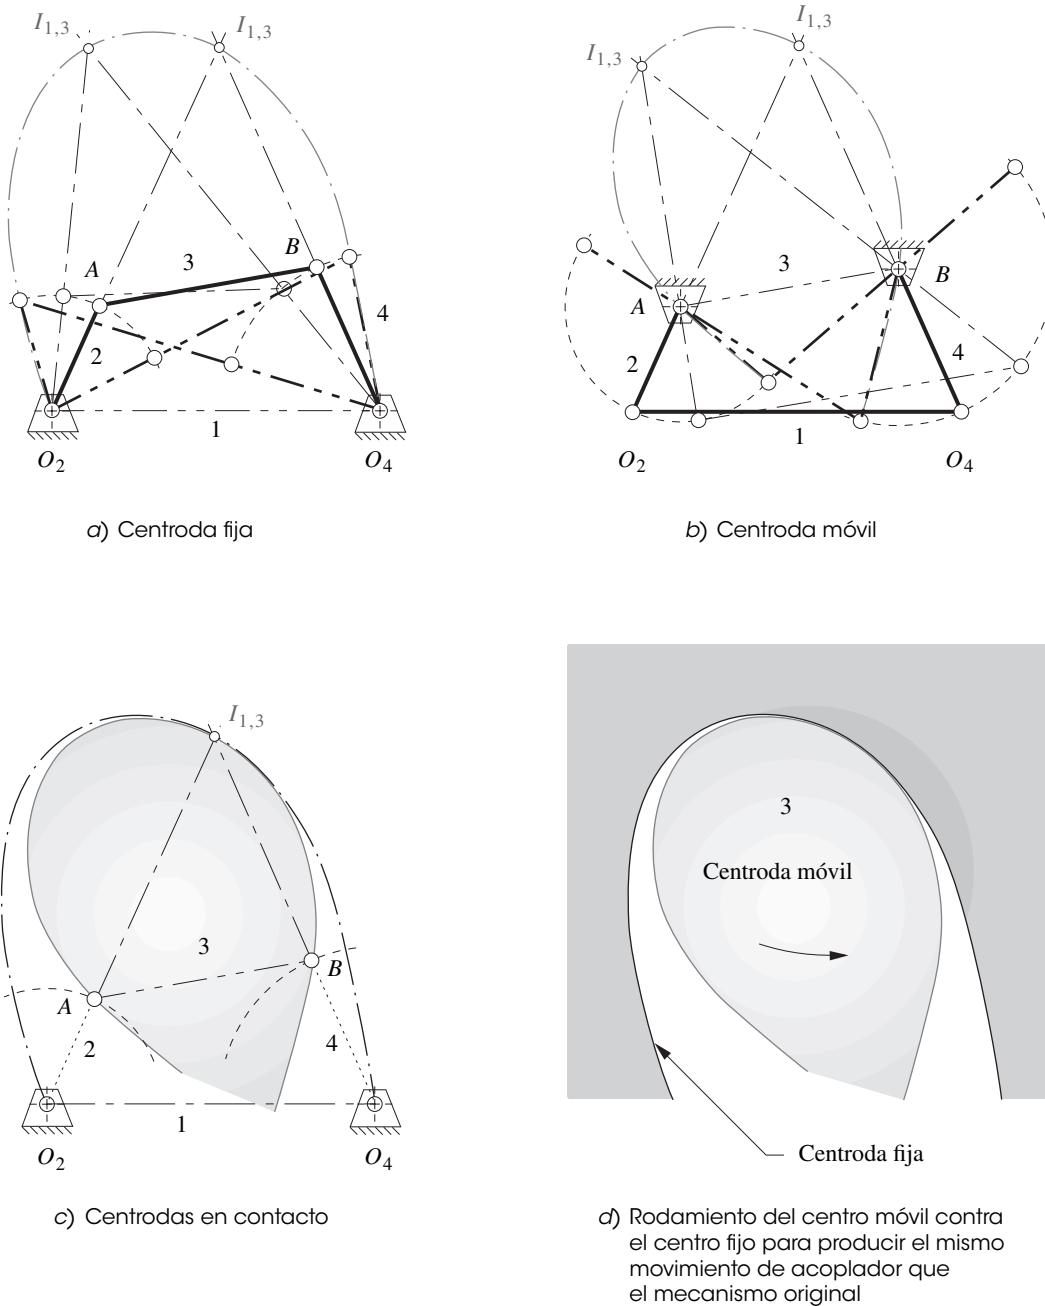 I1,3
I1,3
A
3
B
2
4
1
O2
O4
a) Centroda fija
I1,3
I1,3
3
B
A
2
4
1
O2
O4
b) Centroda móvil
I1,3
3
B
A
2
4
1
O2
O4
c) Centrodas en contacto
3
Centroda móvil
Centroda fija
d) Rodamiento del centro móvil contra
el centro fijo para producir el mismo
movimiento de acoplador que
el mecanismo original